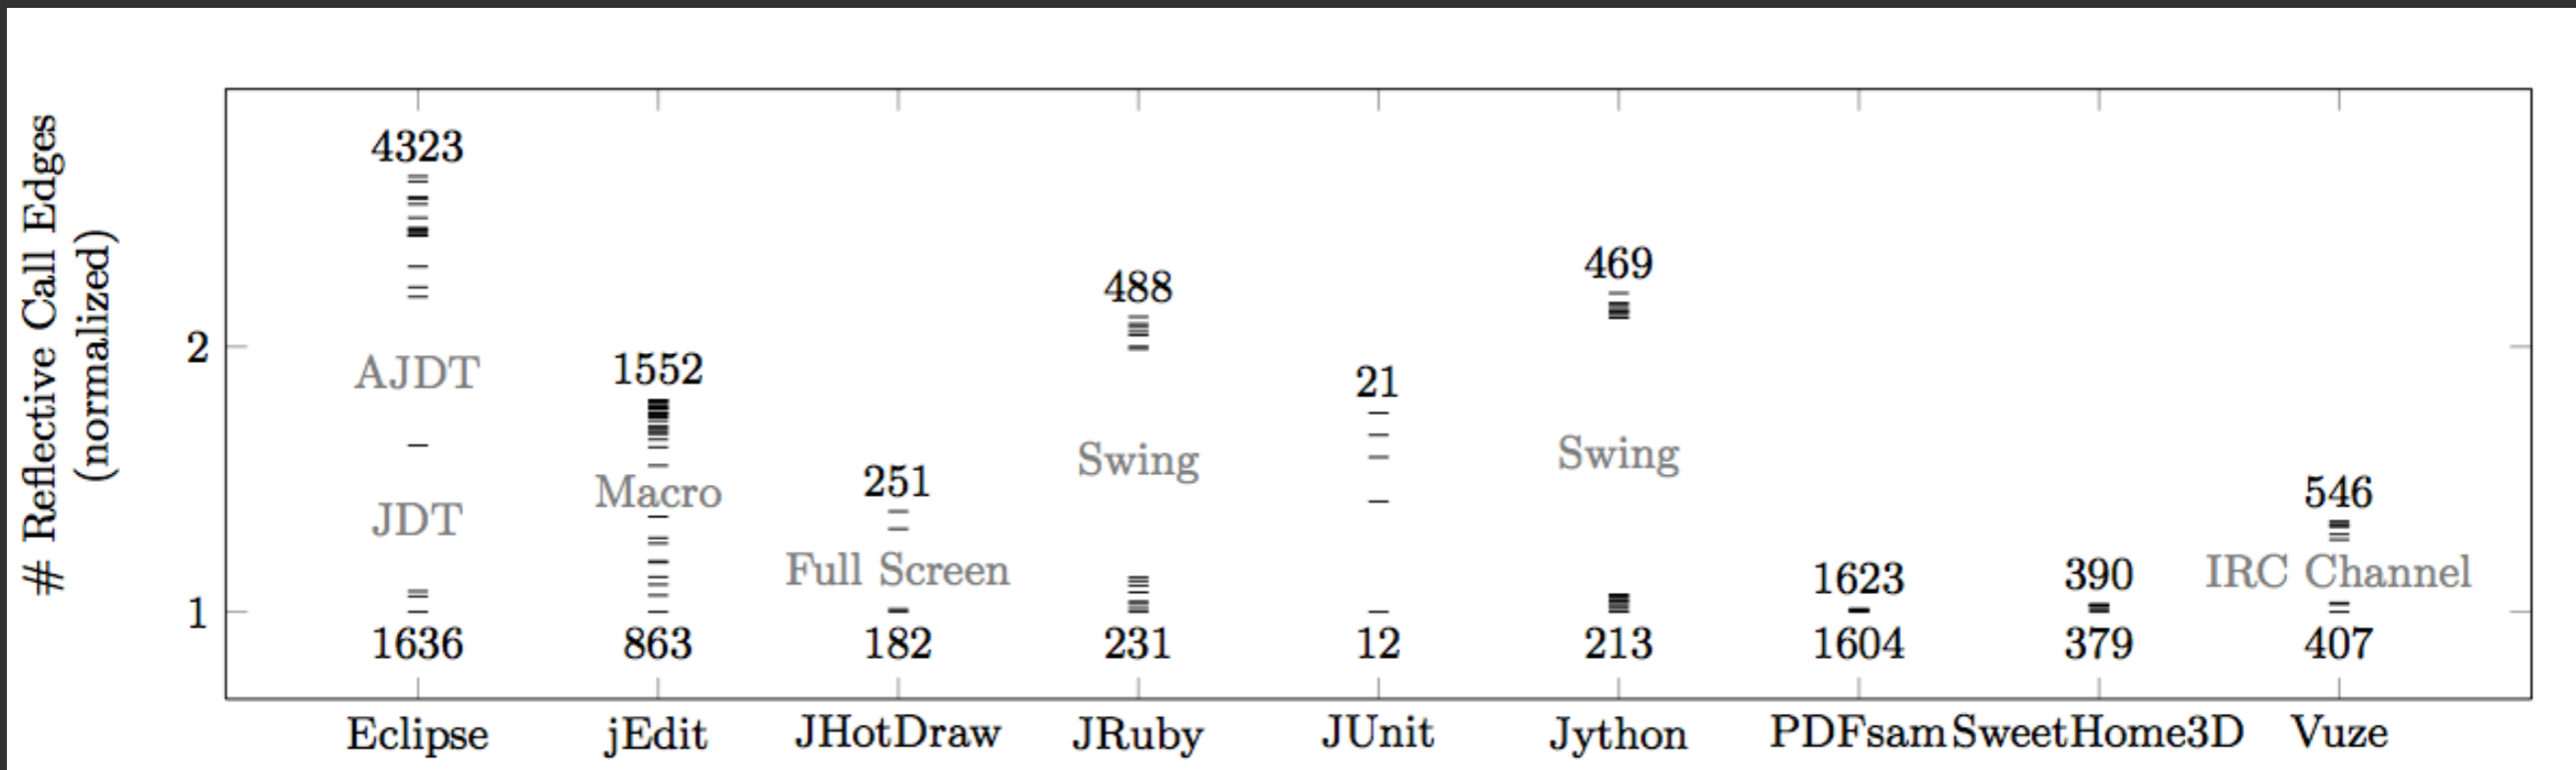 # Reflective Call Edges
(normalized)
4323
469
488
2
AJDT
1552
21
Swing
Swing
251
Macro
546
JDT
Full Screen
1623
390
IRC Channel
1
1636
863
182
231
12
213
1604
379
407
Eclipse
jEdit
JHotDraw
JRuby
JUnit
Jython
PDFsam
SweetHome3D
Vuze